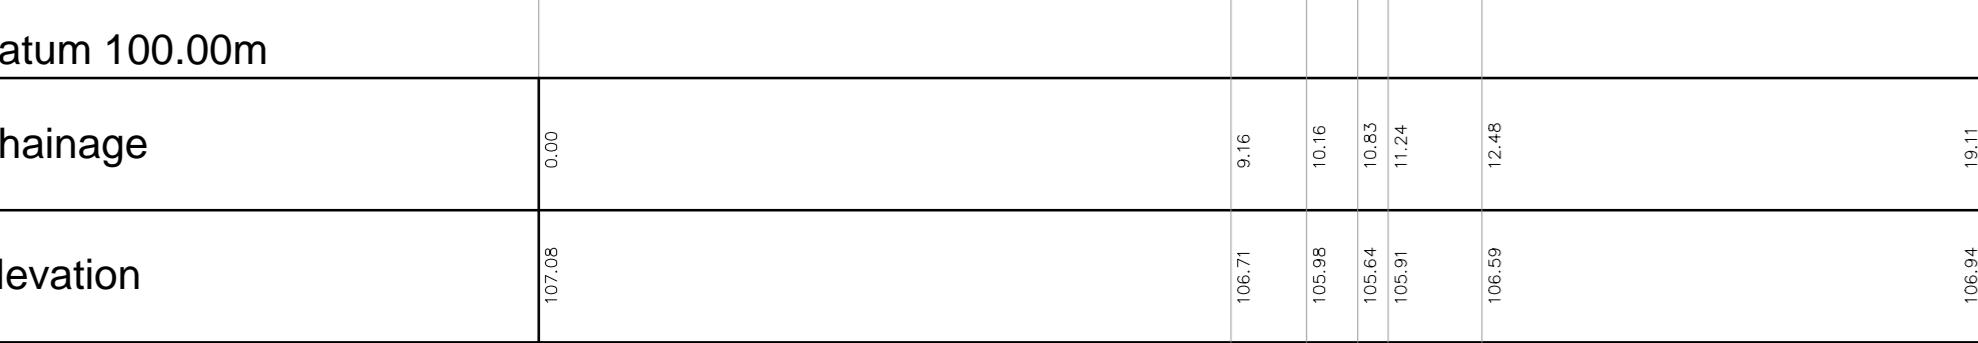 atum 100.00m
hainage 0.00 9.16 10.16 10.83 11.24 12.48 19.11
levation 107.08 106.71 105.98 105.64 105.91 106.59 106.94